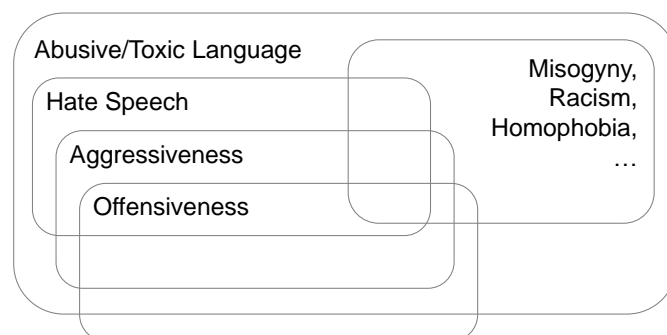 Abusive/Toxic Language
Hate Speech
Aggressiveness
Offensiveness
Misogyny,
Racism,
Homophobia,
…